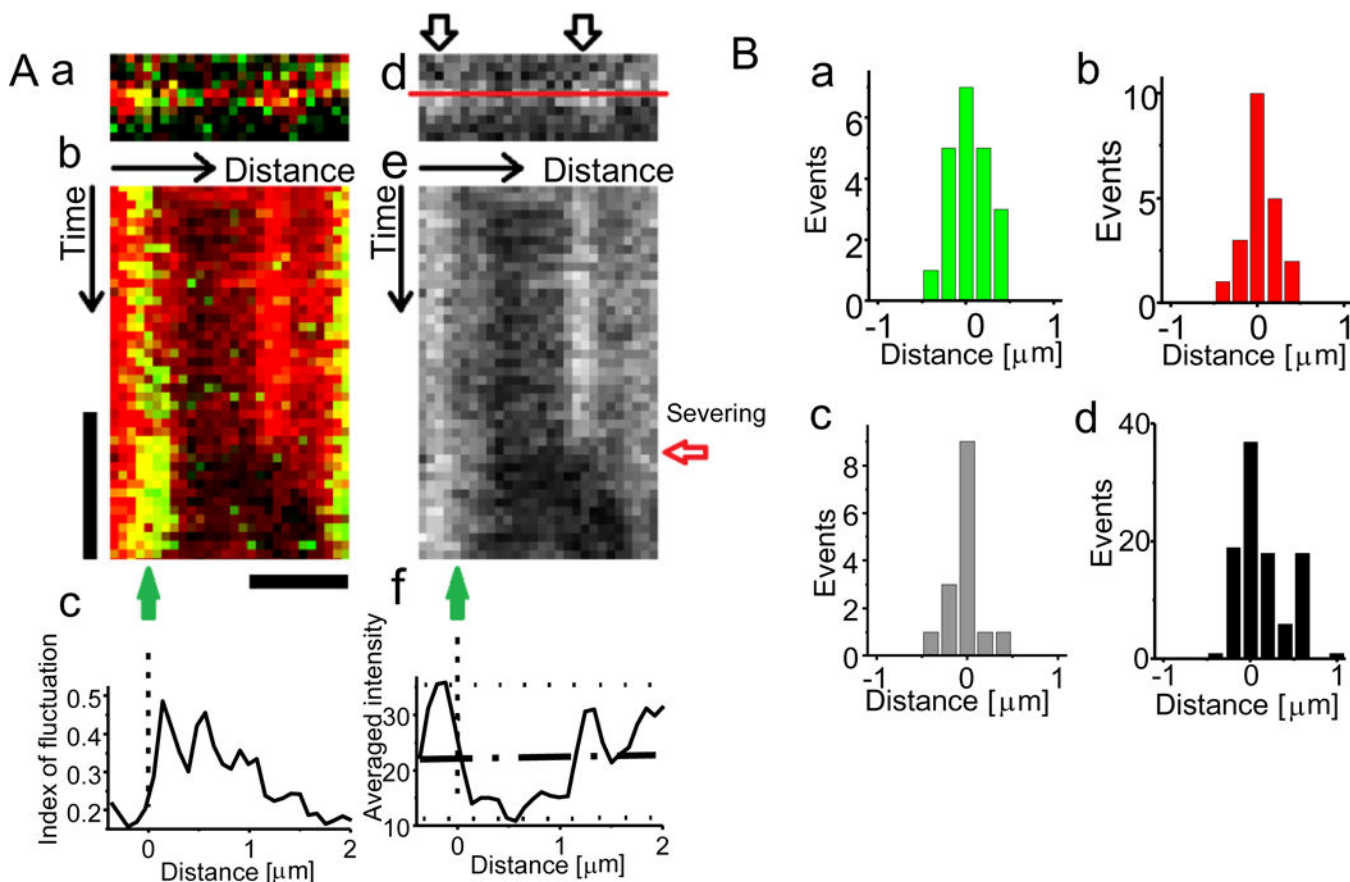 A
a
d
B
a
b
b
Distance
e
Distance
Time
Time
Severing
c
f
Index of fluctuation
0.5
0.4
0.3
0.2
0
1
2
Distance [μm]
Averaged intensity
30
20
10
0
1
2
Distance [μm]
Events
6
4
2
0
-1
0
1
Distance [μm]
Events
10
5
0
-1
0
1
Distance [μm]
c
d
Events
8
6
4
2
0
-1
0
1
Distance [μm]
Events
40
20
0
-1
0
1
Distance [μm]